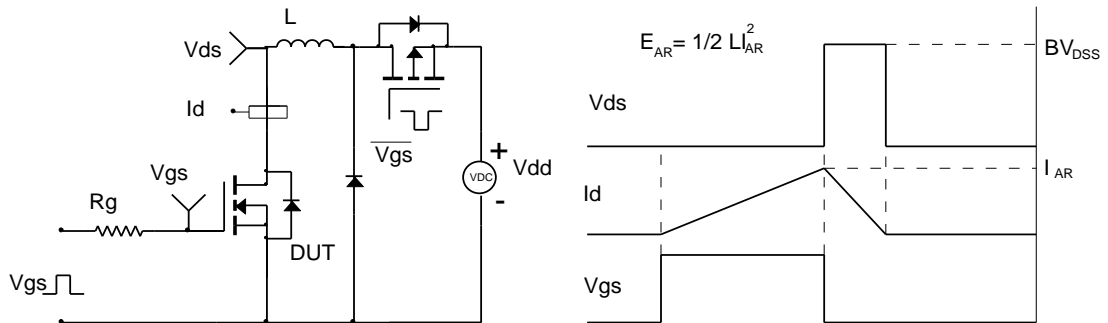 L
Vds
Id
Vgs
Vgs
+
VDC
Vdd
-
Rg
DUT
Vgs
E_AR= 1/2 LI_AR^2
BV_DSS
Vds
I_AR
Id
Vgs